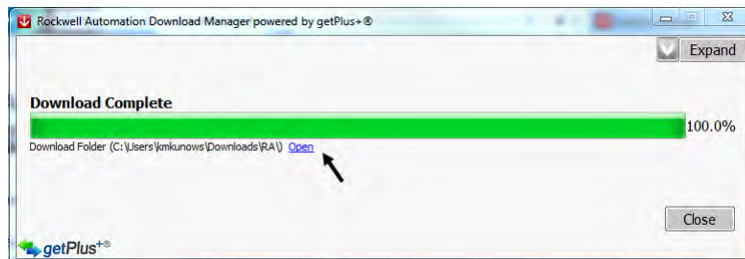 Rockwell Automation Download Manager powered by getPlus+®
Expand
Download Complete
100.0%
Download Folder (C:\Users\kmkunows\Downloads\RA\) Open
Close
getPlus+®